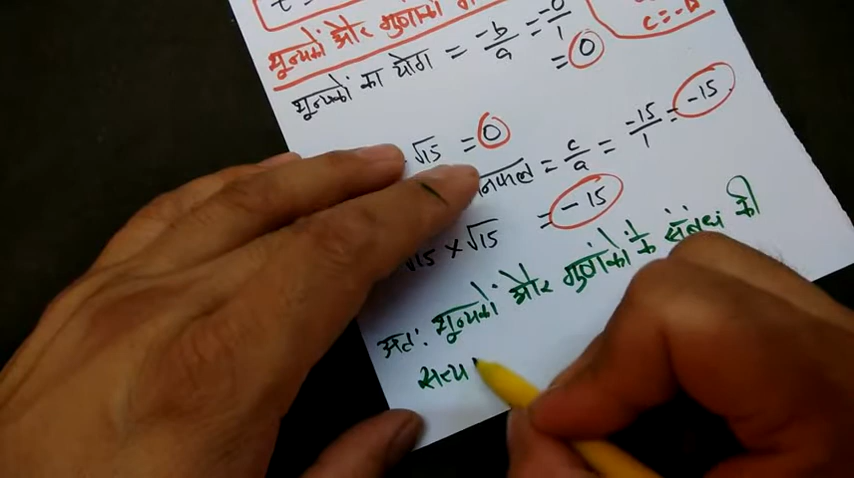 शून्यकों और गुणांकों
c = -15
शून्यकों का योग = -b/a = -0/1
= 0
√15 = 0
नफल = c/a = -15/1 = -15
√15 × √15 = -15
अतः शून्यकों और गुणांकों के संबंध की
सत्य